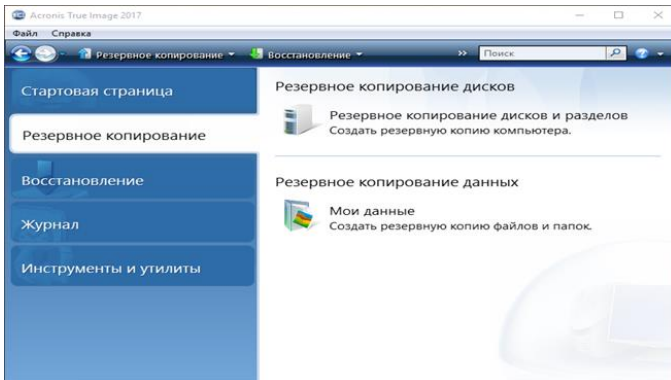 Acronis True Image 2017
Файл Справка
Резервное копирование Восстановление Поиск
Стартовая страница
Резервное копирование
Восстановление
Журнал
Инструменты и утилиты
Резервное копирование дисков
Резервное копирование дисков и разделов
Создать резервную копию компьютера.
Резервное копирование данных
Мои данные
Создать резервную копию файлов и папок.